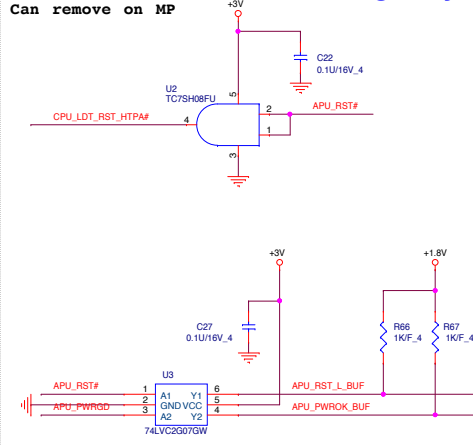 Can remove on MP
+3V
C22
0.1U/16V_4
U2
TC7SH08FU
5
CPU_LDT_RST_HTPA#
4
2
APU_RST#
1
3
+3V
+1.8V
C27
0.1U/16V_4
R66
1K/F_4
R67
1K/F_4
U3
APU_RST#
1
A1
Y1
6
APU_RST_L_BUF
2
GND
VCC
5
APU_PWRGD
3
A2
Y2
4
APU_PWROK_BUF
74LVC2G07GW